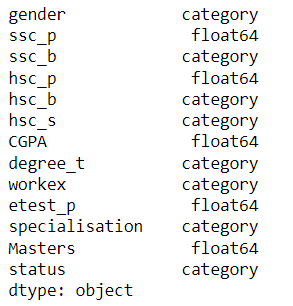 gender category
ssc_p float64
ssc_b category
hsc_p float64
hsc_b category
hsc_s category
CGPA float64
degree_t category
workex category
etest_p float64
specialisation category
Masters float64
status category
dtype: object